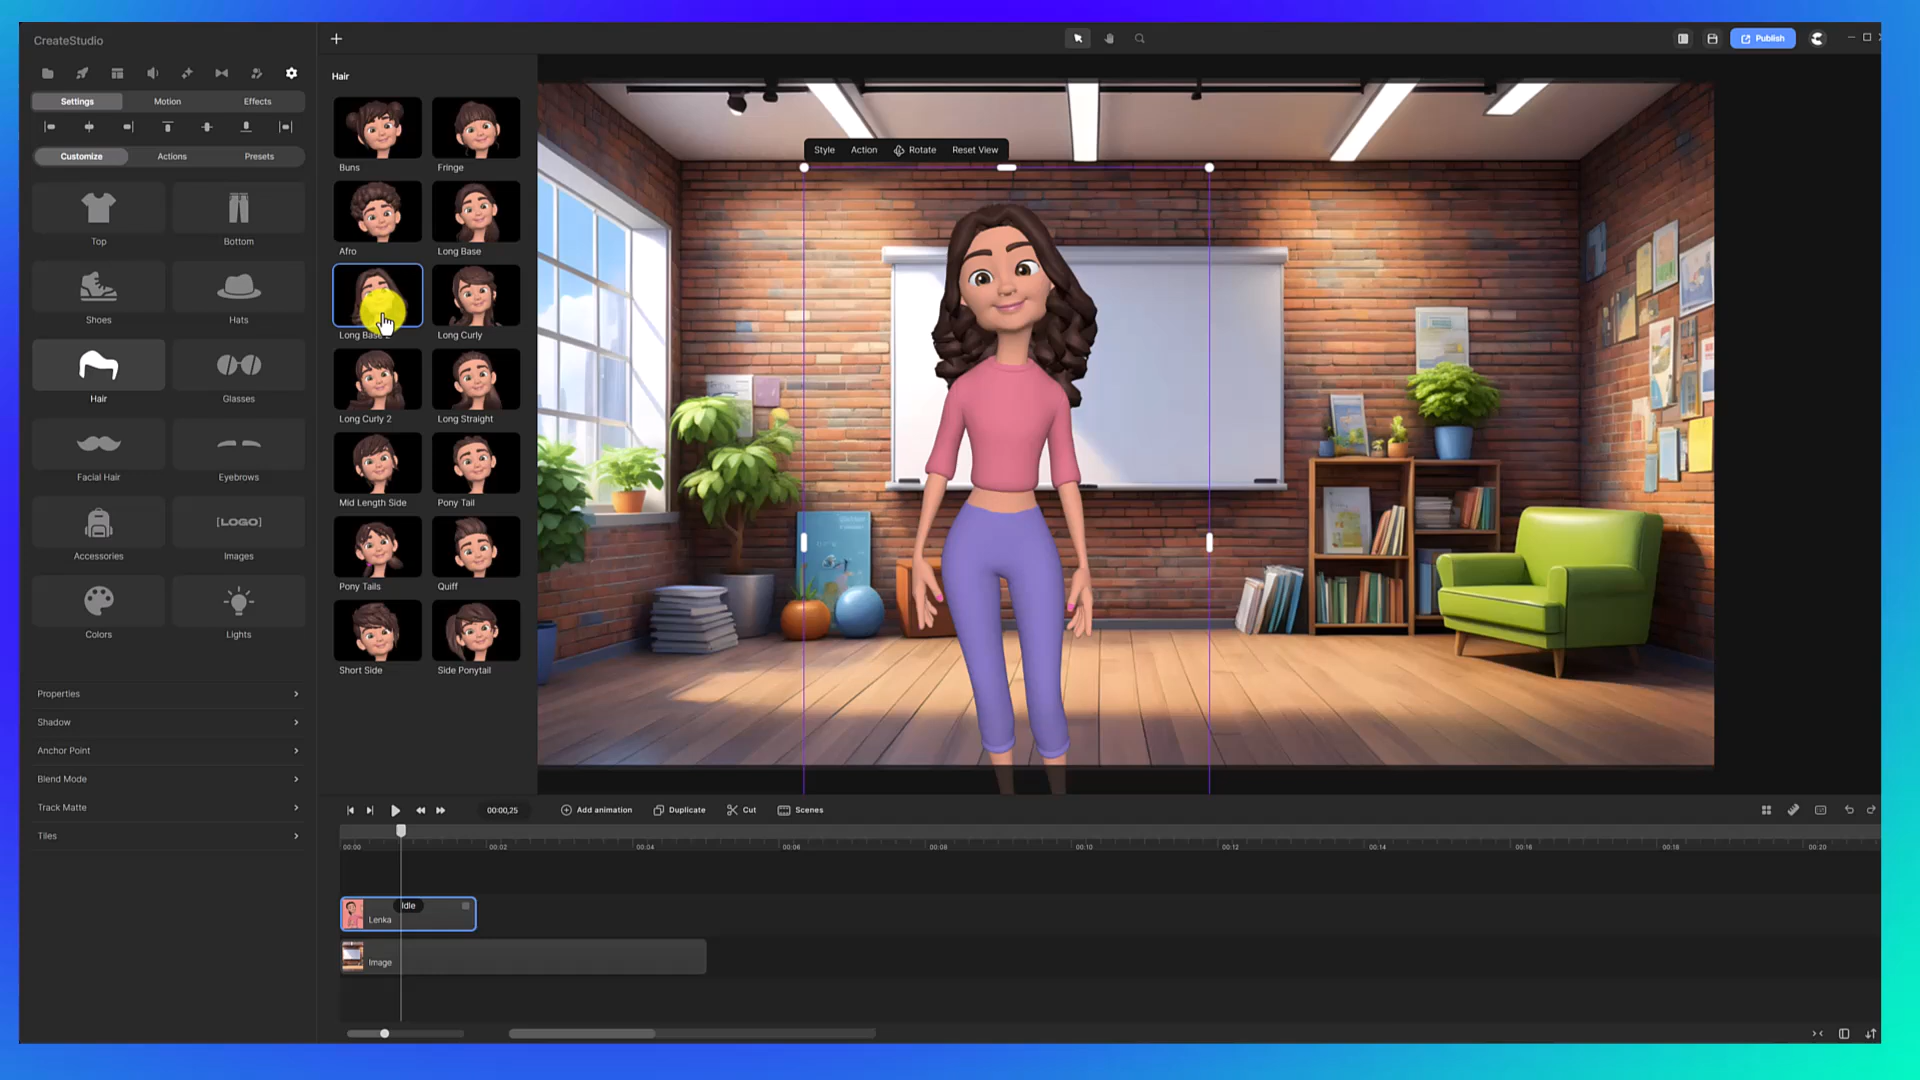 CreateStudio
Publish
Settings
Motion
Effects
Customize
Actions
Presets
Top
Bottom
Shoes
Hats
Hair
Glasses
Facial Hair
Eyebrows
Accessories
[LOGO]
Images
Colors
Lights
Properties
Shadow
Anchor Point
Blend Mode
Track Matte
Tiles
Hair
Buns
Fringe
Afro
Long Base
Long Base 2
Long Curly
Long Curly 2
Long Straight
Mid Length Side
Pony Tail
Pony Tails
Quiff
Short Side
Side Ponytail
Style
Action
Rotate
Reset View
00:00,25
Add animation
Duplicate
Cut
Scenes
00:00
00:02
00:04
00:06
00:08
00:10
00:12
00:14
00:16
00:18
00:20
Idle
Lenka
Image